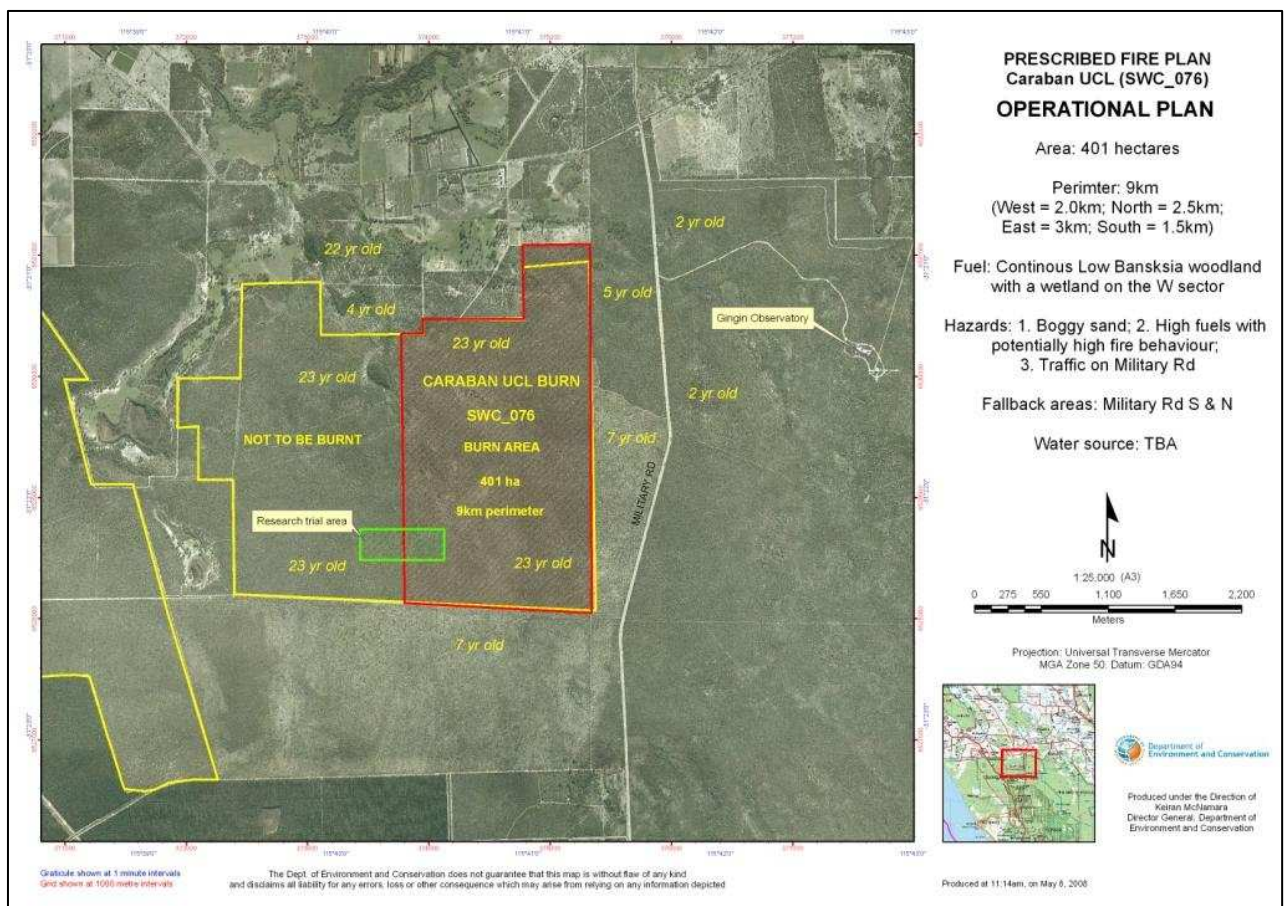 PRESCRIBED FIRE PLAN
Caraban UCL (SWC_076)
OPERATIONAL PLAN
Area: 401 hectares
Perimter: 9km
(West = 2.0km; North = 2.5km;
East = 3km; South = 1.5km)
Fuel: Continous Low Bansksia woodland
with a wetland on the W sector
Hazards: 1. Boggy sand; 2. High fuels with
potentially high fire behaviour;
3. Traffic on Military Rd
Fallback areas: Military Rd S & N
Water source: TBA
N
1:25,000 (A3)
0 275 550 1,100 1,650 2,200
Meters
Projection: Universal Transverse Mercator
MGA Zone 50. Datum: GDA94
Department of
Environment and Conservation
Produced under the Direction of
Keiran McNamara
Director General, Department of
Environment and Conservation
Produced at 11:14am, on May 8, 2008
2 yr old
22 yr old
5 yr old
4 yr old
Gingin Observatory
23 yr old
23 yr old
CARABAN UCL BURN
2 yr old
SWC_076
NOT TO BE BURNT
BURN AREA
7 yr old
401 ha
9km perimeter
MILITARY RD
Research trial area
23 yr old
23 yr old
7 yr old
Graticule shown at 1 minute intervals
Grid shown at 1000 metre intervals
The Dept. of Environment and Conservation does not guarantee that this map is without flaw of any kind
and disclaims all liability for any errors, loss or other consequence which may arise from relying on any information depicted